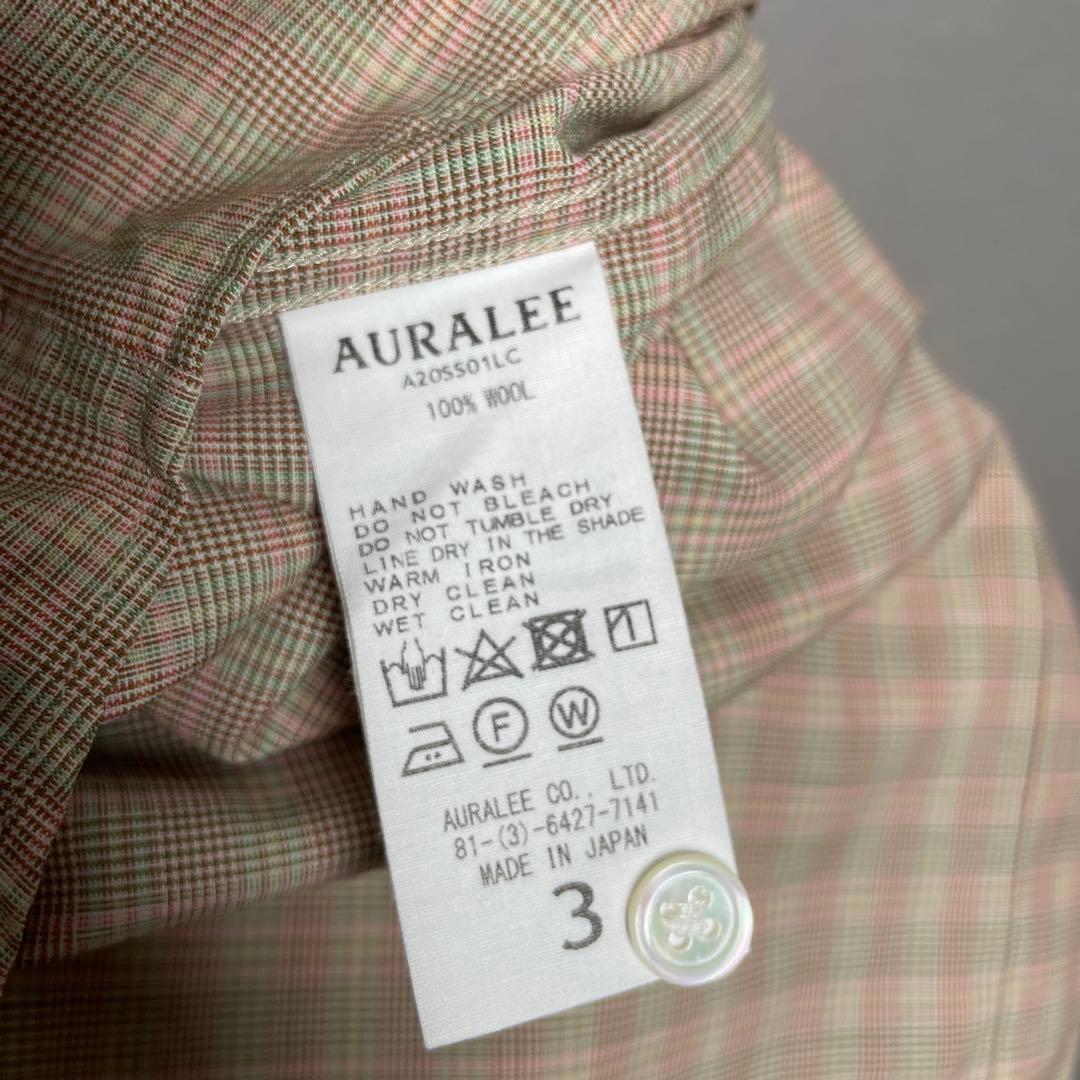 AURALEE
A20SS01LC
100% WOOL
HAND WASH
DO NOT BLEACH
DO NOT TUMBLE DRY
LINE DRY IN THE SHADE
WARM IRON
DRY CLEAN
WET CLEAN
F W
AURALEE CO., LTD.
81-(3)-6427-7141
MADE IN JAPAN
3